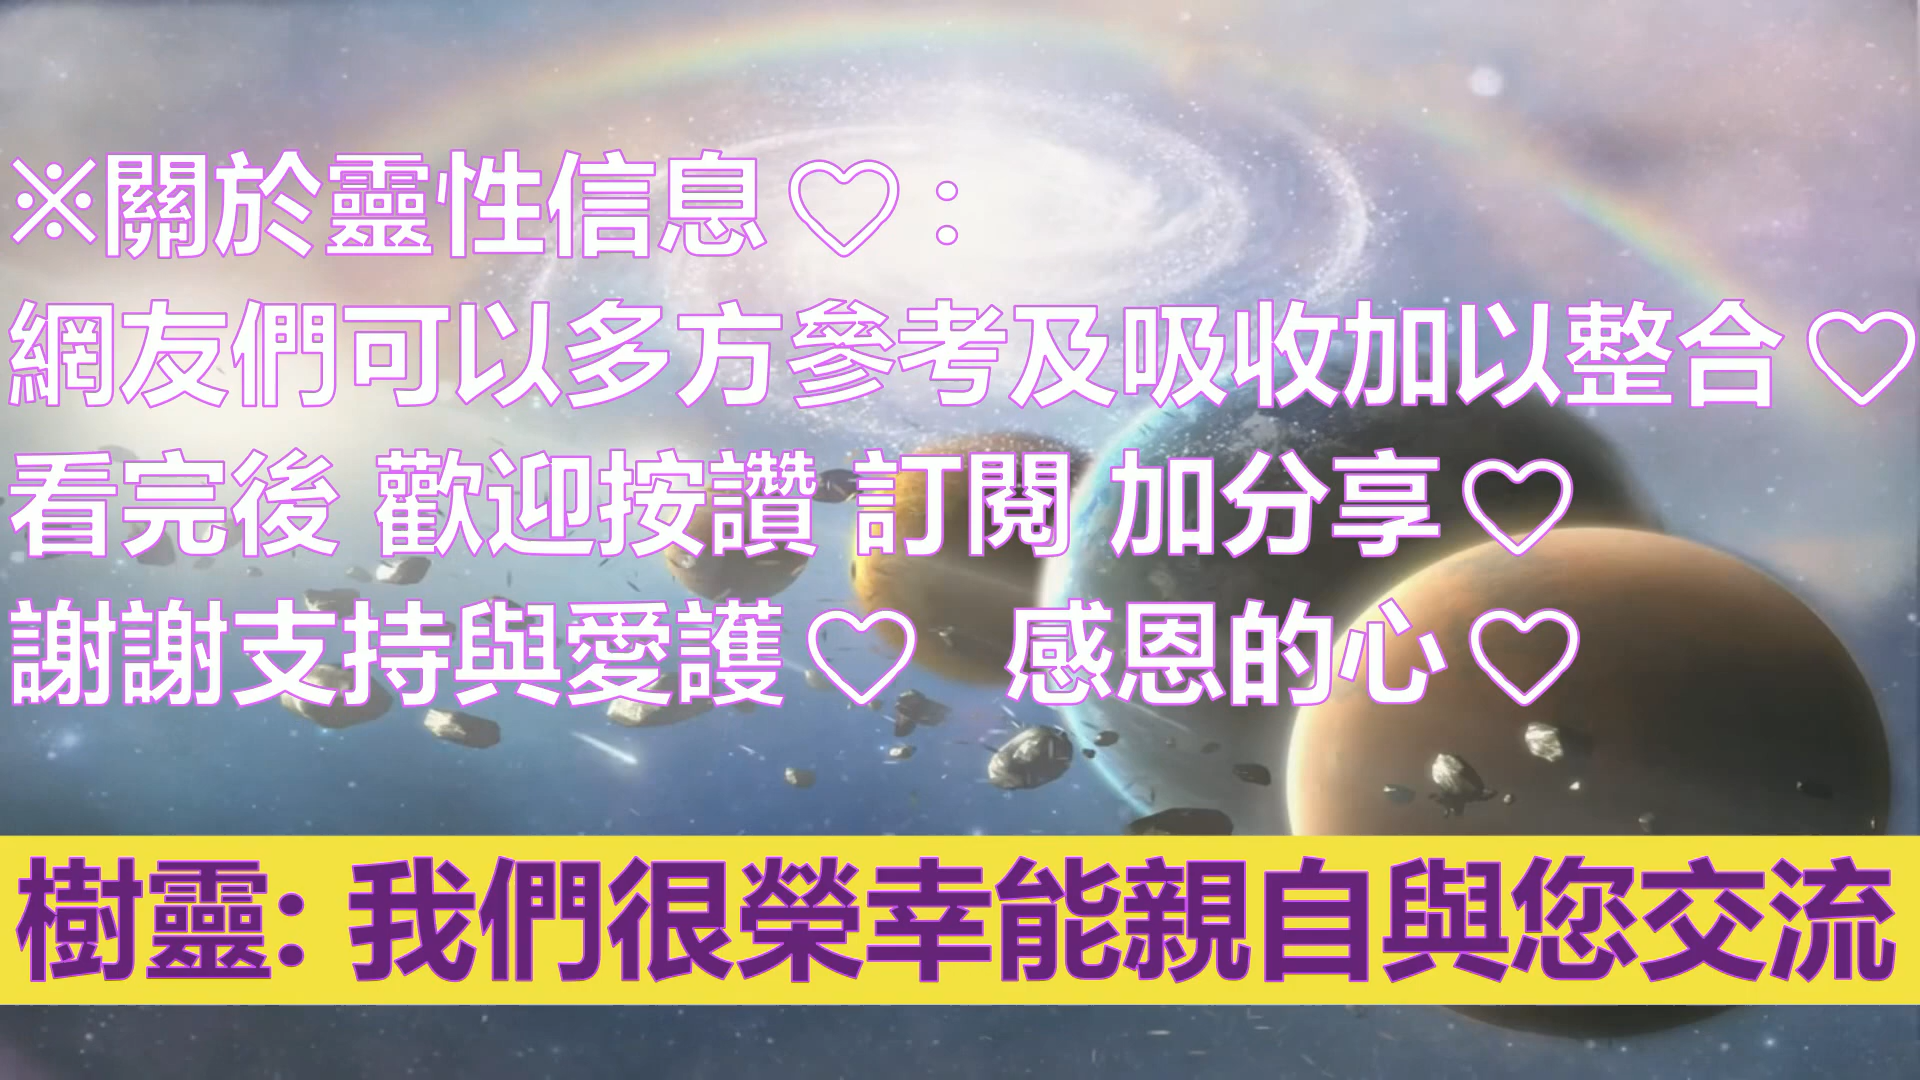 ※關於靈性信息♡:
網友們可以多方參考及吸收加以整合♡
看完後 歡迎按讚 訂閱 加分享♡
謝謝支持與愛護♡ 感恩的心♡
樹靈: 我們很榮幸能親自與您交流